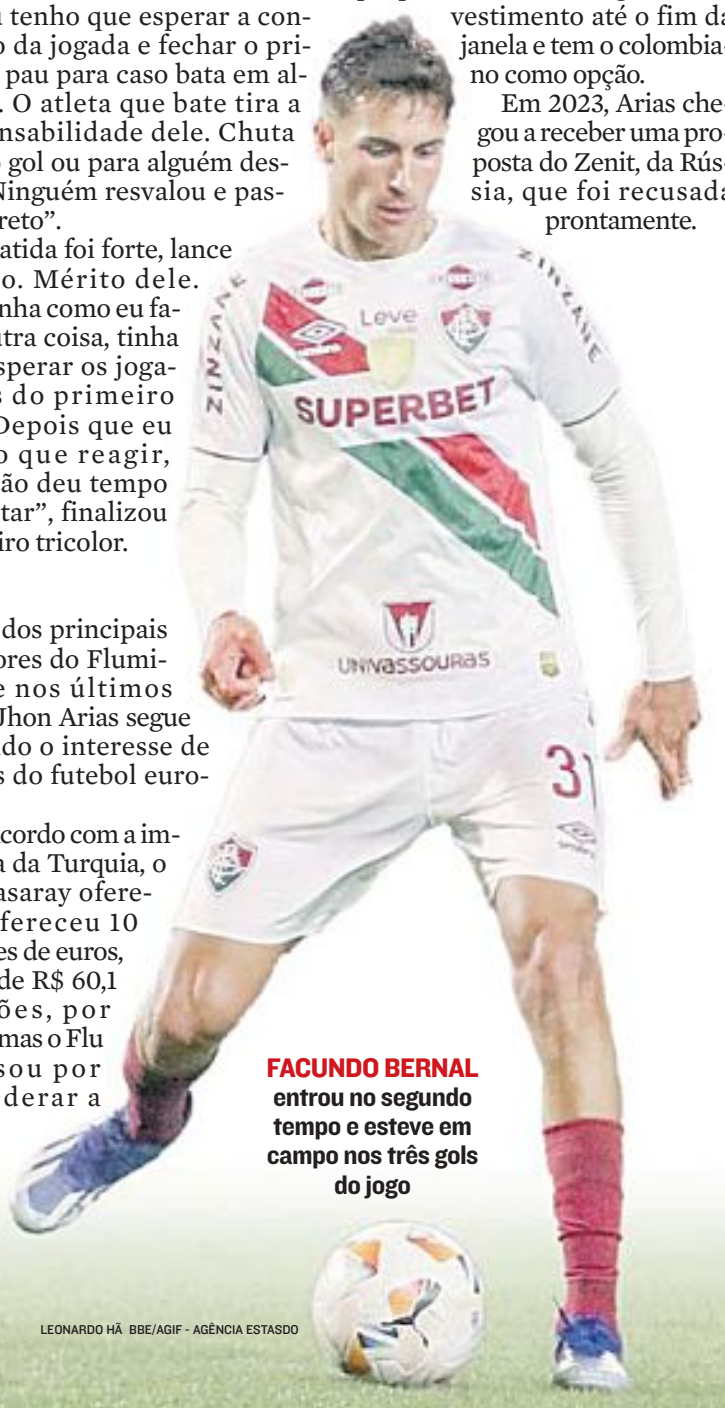 u tenho que esperar a con-
o da jogada e fechar o pri-
pau para caso bata em al-
. O atleta que bate tira a
nsabilidade dele. Chuta
o gol ou para alguém des-
Ninguém resvalou e pas-
reto”.
atida foi forte, lance
o. Mérito dele.
nha como eu fa-
utra coisa, tinha
sperar os joga-
s do primeiro
Depois que eu
o que reagir,
ão deu tempo
tar”, finalizou
iro tricolor.
dos principais
ores do Flumi-
e nos últimos
Jhon Arias segue
ndo o interesse de
s do futebol euro-
cordo com a im-
a da Turquia, o
asaray ofere-
fereceu 10
es de euros,
de R$ 60,1
ões, por
mas o Flu
sou por
derar a
vestimento até o fim da
janela e tem o colombia-
no como opção.
Em 2023, Arias che-
gou a receber uma pro-
posta do Zenit, da Rús-
sia, que foi recusada
prontamente.
ZINZANE
ZINZANE
Leve
umbro
SUPERBET
UNIVASSOURAS
31
umbro
FACUNDO BERNAL
entrou no segundo
tempo e esteve em
campo nos três gols
do jogo
LEONARDO HÃ BBE/AGIF - AGÊNCIA ESTASDO